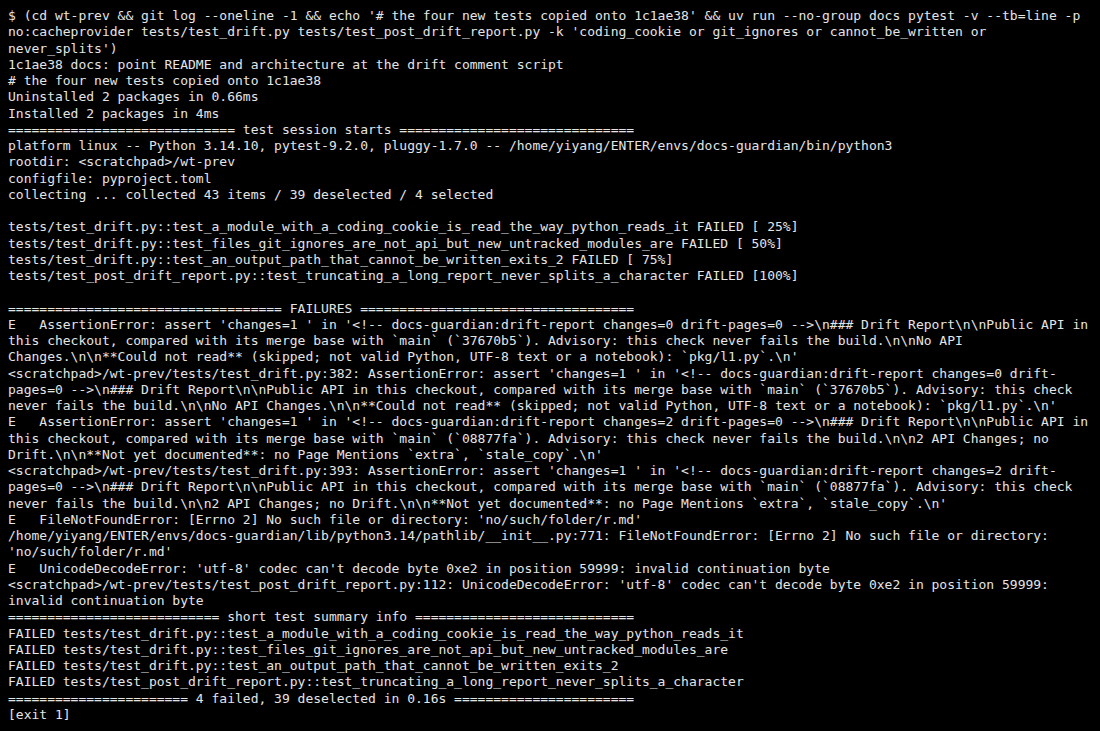 $ (cd wt-prev && git log --oneline -1 && echo '# the four new tests copied onto 1c1ae38' && uv run --no-group docs pytest -v --tb=line -p
no:cacheprovider tests/test_drift.py tests/test_post_drift_report.py -k 'coding_cookie or git_ignores or cannot_be_written or
never_splits')
1c1ae38 docs: point README and architecture at the drift comment script
# the four new tests copied onto 1c1ae38
Uninstalled 2 packages in 0.66ms
Installed 2 packages in 4ms
============================= test session starts ==============================
platform linux -- Python 3.14.10, pytest-9.2.0, pluggy-1.7.0 -- /home/yiyang/ENTER/envs/docs-guardian/bin/python3
rootdir: <scratchpad>/wt-prev
configfile: pyproject.toml
collecting ... collected 43 items / 39 deselected / 4 selected
tests/test_drift.py::test_a_module_with_a_coding_cookie_is_read_the_way_python_reads_it FAILED [ 25%]
tests/test_drift.py::test_files_git_ignores_are_not_api_but_new_untracked_modules_are FAILED [ 50%]
tests/test_drift.py::test_an_output_path_that_cannot_be_written_exits_2 FAILED [ 75%]
tests/test_post_drift_report.py::test_truncating_a_long_report_never_splits_a_character FAILED [100%]
=================================== FAILURES ===================================
E   AssertionError: assert 'changes=1 ' in '<!-- docs-guardian:drift-report changes=0 drift-pages=0 -->\n### Drift Report\n\nPublic API in
this checkout, compared with its merge base with `main` (`37670b5`). Advisory: this check never fails the build.\n\nNo API
Changes.\n\n**Could not read** (skipped; not valid Python, UTF-8 text or a notebook): `pkg/l1.py`.\n'
<scratchpad>/wt-prev/tests/test_drift.py:382: AssertionError: assert 'changes=1 ' in '<!-- docs-guardian:drift-report changes=0 drift-
pages=0 -->\n### Drift Report\n\nPublic API in this checkout, compared with its merge base with `main` (`37670b5`). Advisory: this check
never fails the build.\n\nNo API Changes.\n\n**Could not read** (skipped; not valid Python, UTF-8 text or a notebook): `pkg/l1.py`.\n'
E   AssertionError: assert 'changes=1 ' in '<!-- docs-guardian:drift-report changes=2 drift-pages=0 -->\n### Drift Report\n\nPublic API in
this checkout, compared with its merge base with `main` (`08877fa`). Advisory: this check never fails the build.\n\n2 API Changes; no
Drift.\n\n**Not yet documented**: no Page Mentions `extra`, `stale_copy`.\n'
<scratchpad>/wt-prev/tests/test_drift.py:393: AssertionError: assert 'changes=1 ' in '<!-- docs-guardian:drift-report changes=2 drift-
pages=0 -->\n### Drift Report\n\nPublic API in this checkout, compared with its merge base with `main` (`08877fa`). Advisory: this check
never fails the build.\n\n2 API Changes; no Drift.\n\n**Not yet documented**: no Page Mentions `extra`, `stale_copy`.\n'
E   FileNotFoundError: [Errno 2] No such file or directory: 'no/such/folder/r.md'
/home/yiyang/ENTER/envs/docs-guardian/lib/python3.14/pathlib/__init__.py:771: FileNotFoundError: [Errno 2] No such file or directory:
'no/such/folder/r.md'
E   UnicodeDecodeError: 'utf-8' codec can't decode byte 0xe2 in position 59999: invalid continuation byte
<scratchpad>/wt-prev/tests/test_post_drift_report.py:112: UnicodeDecodeError: 'utf-8' codec can't decode byte 0xe2 in position 59999:
invalid continuation byte
=========================== short test summary info ============================
FAILED tests/test_drift.py::test_a_module_with_a_coding_cookie_is_read_the_way_python_reads_it
FAILED tests/test_drift.py::test_files_git_ignores_are_not_api_but_new_untracked_modules_are
FAILED tests/test_drift.py::test_an_output_path_that_cannot_be_written_exits_2
FAILED tests/test_post_drift_report.py::test_truncating_a_long_report_never_splits_a_character
======================= 4 failed, 39 deselected in 0.16s =======================
[exit 1]